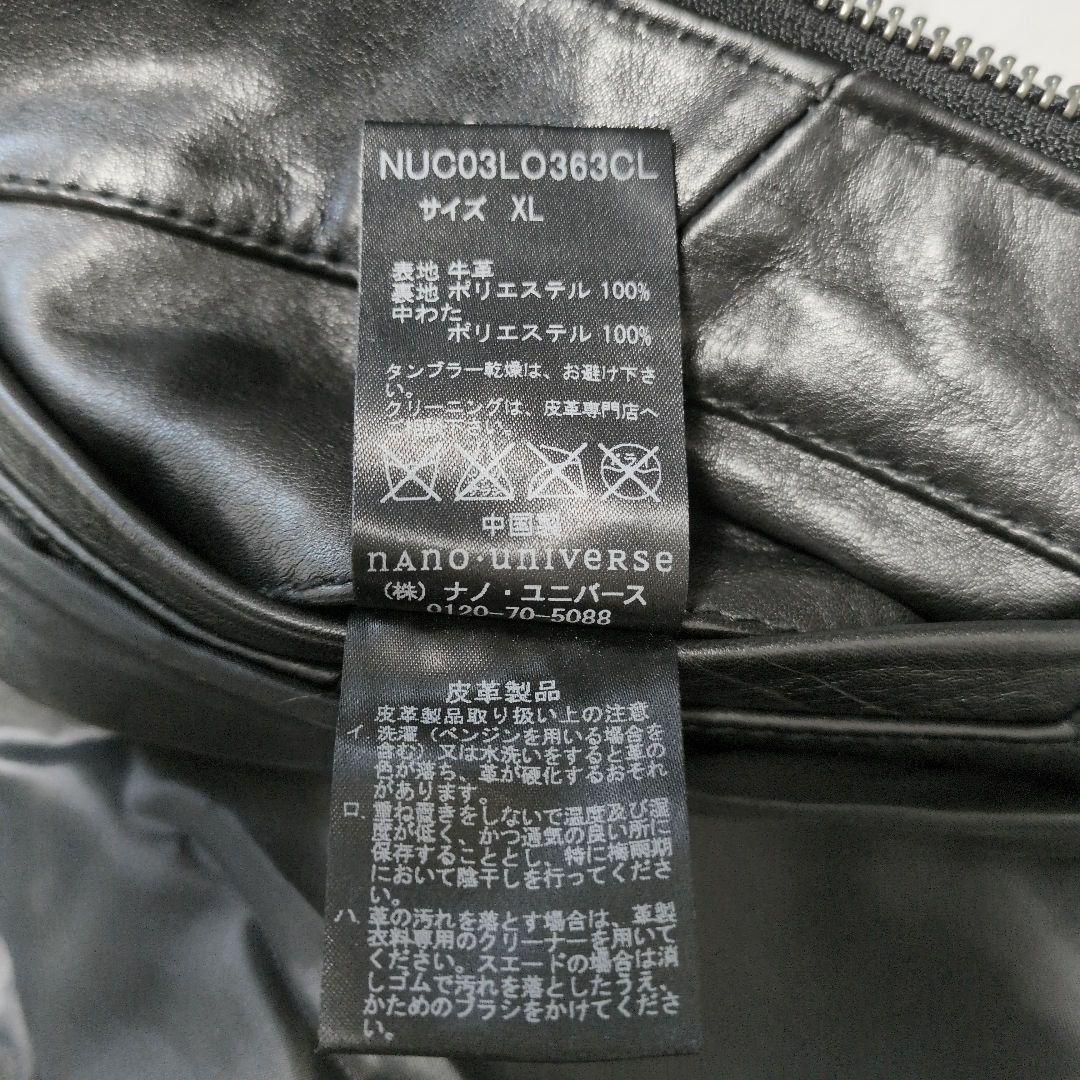 NUC03LO363CL
サイズ XL
表地 牛革
裏地 ポリエステル 100%
中わた
ポリエステル 100%
タンブラー乾燥は、お避け下さ
い。
クリーニングは、皮革専門店へ
ください。
中国製
nano・universe
(株) ナノ・ユニバース
0120-70-5088
皮革製品
皮革製品取り扱い上の注意
イ. 洗濯(ベンジンを用いる場合を
含む)又は水洗いをすると革の
色が落ち、革が硬化するおそれ
があります。
ロ. 重ね置きをしないで温度及び湿
度が低く、かつ通気の良い所に
保存することとし、特に梅雨期
において陰干しを行ってくださ
い。
ハ. 革の汚れを落とす場合は、革製
衣料専用のクリーナーを用いて
ください。スエードの場合は消
しゴムで汚れを落としたうえ、
かためのブラシをかけてくださ
い。